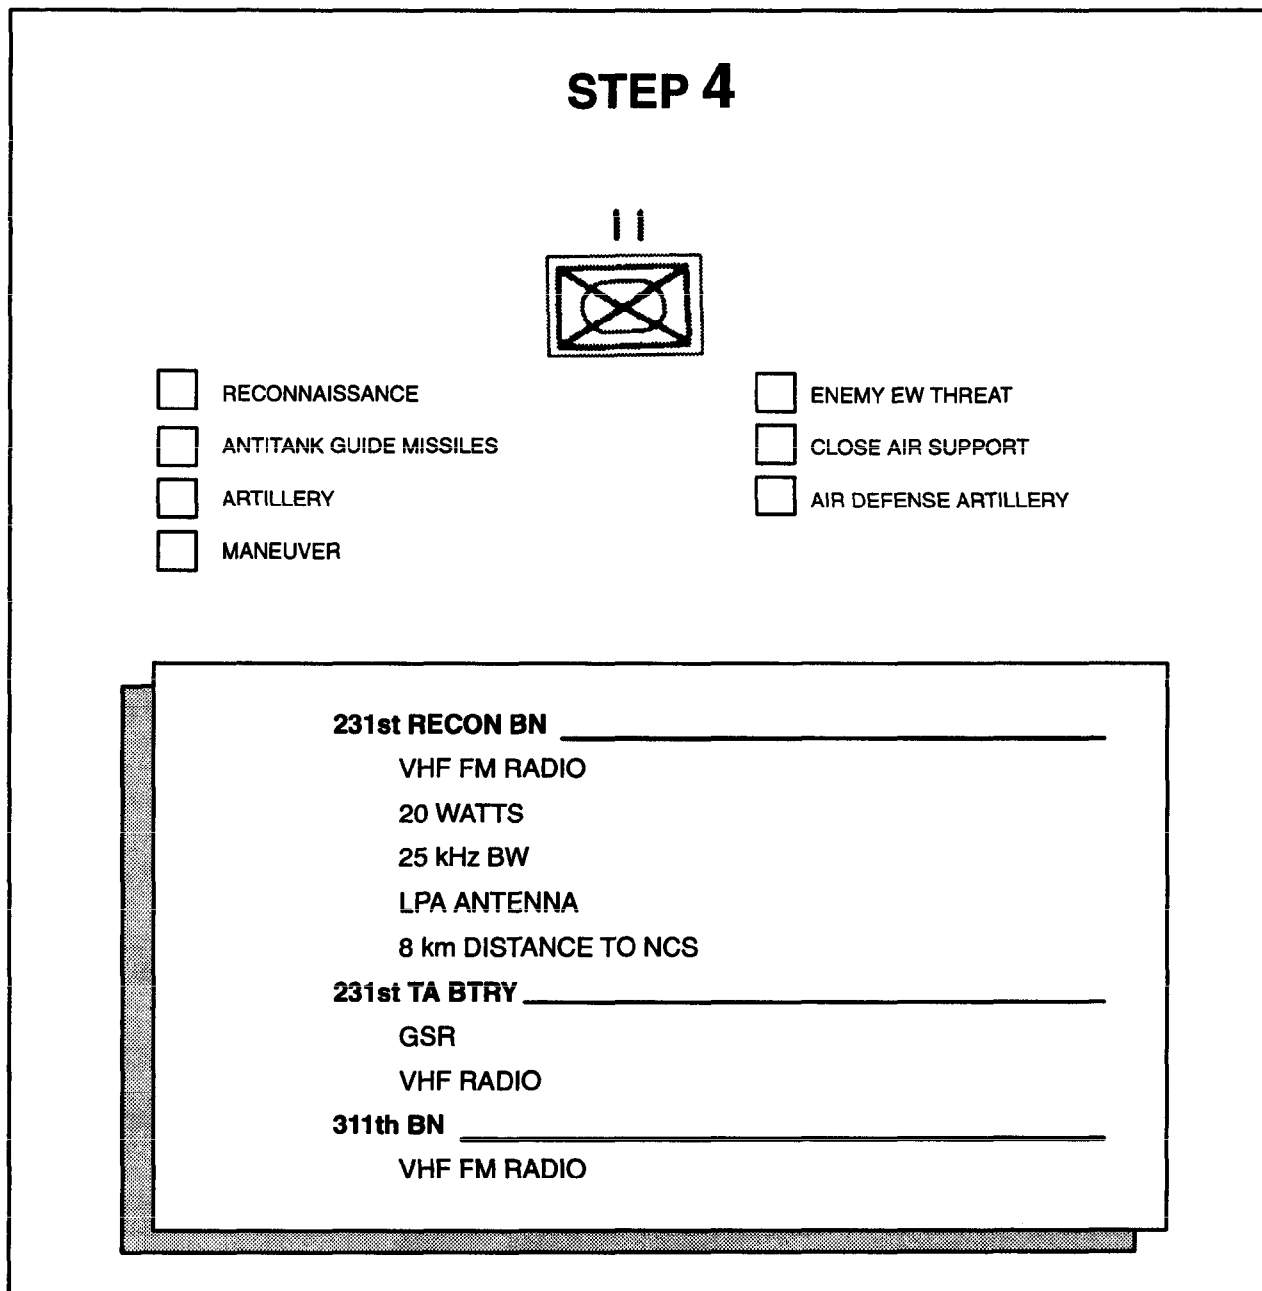 STEP 4
RECONNAISSANCE
ANTITANK GUIDE MISSILES
ARTILLERY
MANEUVER
ENEMY EW THREAT
CLOSE AIR SUPPORT
AIR DEFENSE ARTILLERY
231st RECON BN
VHF FM RADIO
20 WATTS
25 kHz BW
LPA ANTENNA
8 km DISTANCE TO NCS
231st TA BTRY
GSR
VHF RADIO
311th BN
VHF FM RADIO